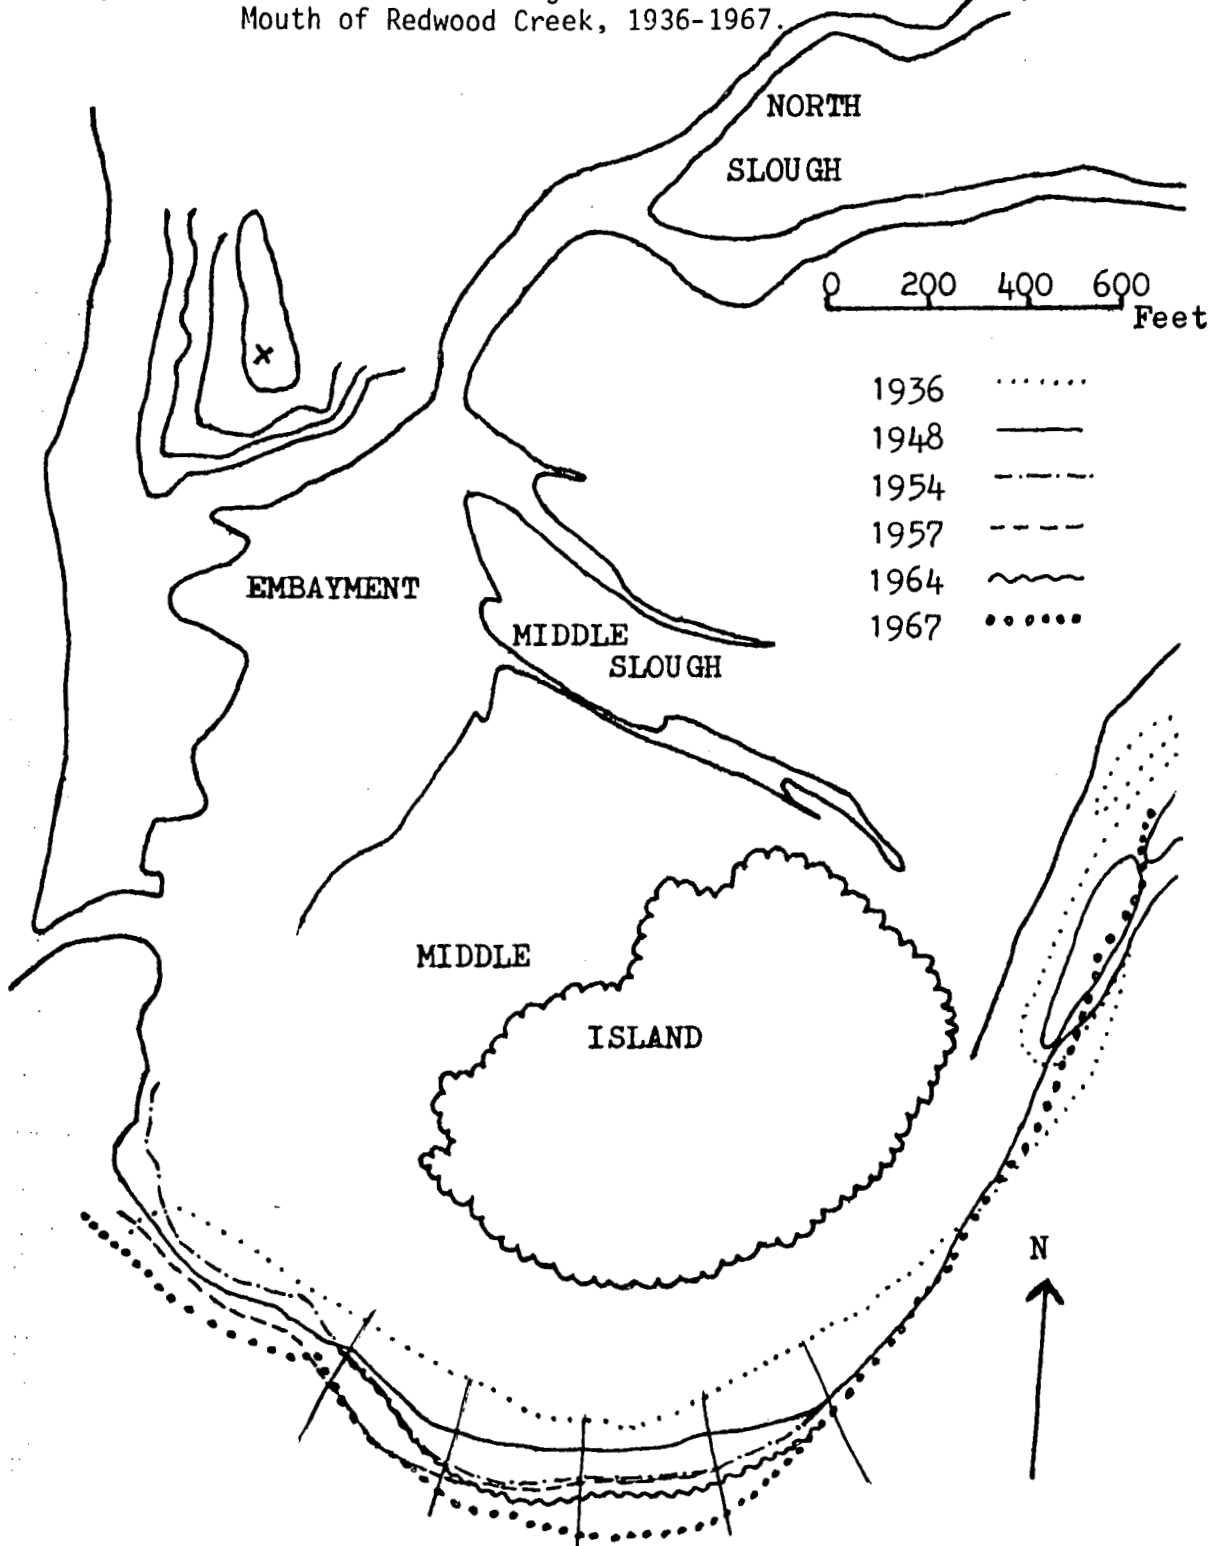 Mouth of Redwood Creek, 1936-1967.
NORTH
SLOUGH
0 200 400 600
Feet
1936
1948
1954
1957
1964
1967
EMBAYMENT
MIDDLE
SLOUGH
MIDDLE
ISLAND
N